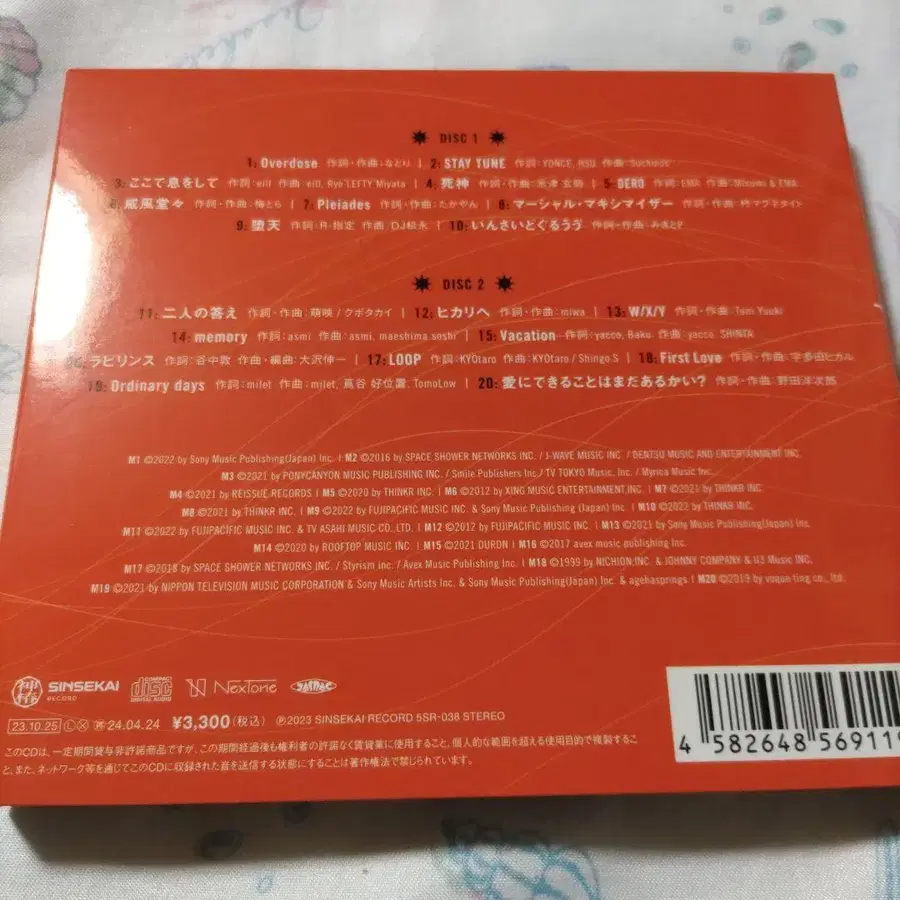 DISC 1
1: Overdose 作詞・作曲:なとり | 2: STAY TUNE 作詞: YONCE, HSU 作曲: Suchmos
3: ここで息をして 作詞: eill 作曲: eill, Ryo'LEFTY'Miyata | 4: 死神 作詞・作曲:米津 玄師 | 5: DERO 作詞: EMA 作曲: Misumi & EMA
6: 威風堂々 作詞・作曲: 梅とら | 7: Pleiades 作詞・作曲: たかやん | 8: マーシャル・マキシマイザー 作詞・作曲: 柊マグネタイト
9: 堕天 作詞: R-指定 作曲: DJ松永 | 10: いんさいとぐるうう 作詞・作曲: みきとP
DISC 2
11: 二人の答え 作詞・作曲: 萌映 / クボタカイ | 12: ヒカリヘ 作詞・作曲: miwa | 13: W/X/Y 作詞・作曲: Tani Yuuki
14: memory 作詞: asmi 作曲: asmi, maeshima soshi | 15: Vacation 作詞: yacco, Bako 作曲: yacco, SHINTA
16: ラビリンス 作詞: 谷中敦 作曲・編曲: 大沢伸一 | 17: LOOP 作詞: KYOtaro 作曲: KYOtaro / Shingo.S | 18: First Love 作詞・作曲: 宇多田ヒカル
19: Ordinary days 作詞: milet 作曲: milet, 蔦谷 好位置, TomoLow | 20: 愛にできることはまだあるかい? 作詞・作曲: 野田洋次郎
M1 ©2022 by Sony Music Publishing(Japan) Inc. | M2 ©2016 by SPACE SHOWER NETWORKS INC. / J-WAVE MUSIC INC. / DENTSU MUSIC AND ENTERTAINMENT INC.
M3 ©2021 by PONYCANYON MUSIC PUBLISHING INC. / Smile Publishers Inc./ TV TOKYO Music, Inc. / Myrica Music Inc.
M4 ©2021 by REISSUE RECORDS | M5 ©2020 by THINKR INC. | M6 ©2012 by XING MUSIC ENTERTAINMENT,INC. | M7 ©2021 by THINKR INC.
M8 ©2021 by THINKR INC. | M9 ©2022 by FUJIPACIFIC MUSIC INC. & Sony Music Publishing (Japan) Inc. | M10 ©2022 by THINKR INC.
M11 ©2022 by FUJIPACIFIC MUSIC INC. & TV ASAHI MUSIC CO.,LTD. | M12 ©2012 by FUJIPACIFIC MUSIC INC. | M13 ©2021 by Sony Music Publishing(Japan) Inc.
M14 ©2020 by ROOFTOP MUSIC INC. | M15 ©2021 DURDN | M16 ©2017 avex music publishing Inc.
M17 ©2018 by SPACE SHOWER NETWORKS INC. / Styrism inc. / Avex Music Publishing Inc. | M18 ©1999 by NICHION,INC. & JOHNNY COMPANY & U3 Music INC.
M19 ©2021 by NIPPON TELEVISION MUSIC CORPORATION & Sony Music Artists Inc. & Sony Music Publishing(Japan) Inc. & agehasprings | M20 ©2019 by voque ting co., ltd.
神椿 SINSEKAI RECORD COMPACT disc DIGITAL AUDIO NexTone JASRAC
23.10.25 Ⓛ Ⓧ 再 24.04.24 ¥3,300(税込) ℗2023 SINSEKAI RECORD 5SR-038 STEREO
このCDは、一定期間貸与非許諾商品ですが、この期間経過後も権利者の許諾なく賃貸業に使用すること、個人的な範囲を超える使用目的で複製するこ
と、また、ネットワーク等を通じてこのCDに収録された音を送信する状態にすることは著作権法で禁じられています。
4 582648 569119